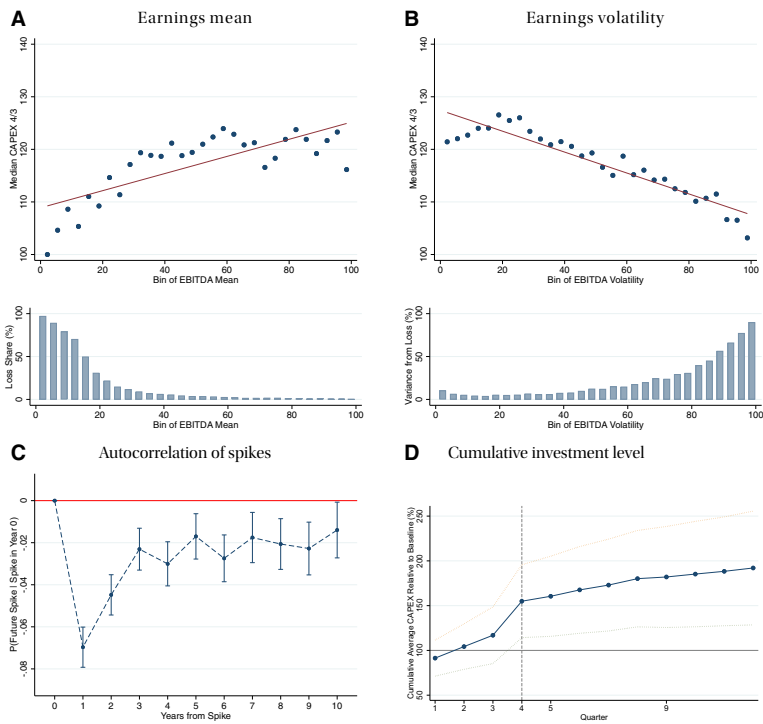 A Earnings mean
Median CAPEX 4/3
140
130
120
110
100
0 20 40 60 80 100
Bin of EBITDA Mean
Loss Share (%)
100
50
0
0 20 40 60 80 100
Bin of EBITDA Mean
B Earnings volatility
Median CAPEX 4/3
140
130
120
110
100
0 20 40 60 80 100
Bin of EBITDA Volatility
Variance from Loss (%)
100
50
0
0 20 40 60 80 100
Bin of EBITDA Volatility
C Autocorrelation of spikes
P(Future Spike | Spike in Year 0)
0
-.02
-.04
-.06
-.08
0 1 2 3 4 5 6 7 8 9 10
Years from Spike
D Cumulative investment level
Cumulative Average CAPEX Relative to Baseline (%)
250
200
150
100
50
1 4 5 9
Quarter